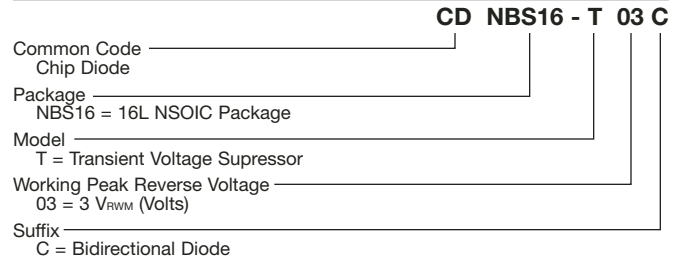 CD NBS16 - T 03 C
Common Code
Chip Diode
Package
NBS16 = 16L NSOIC Package
Model
T = Transient Voltage Supressor
Working Peak Reverse Voltage
03 = 3 VRWM (Volts)
Suffix
C = Bidirectional Diode